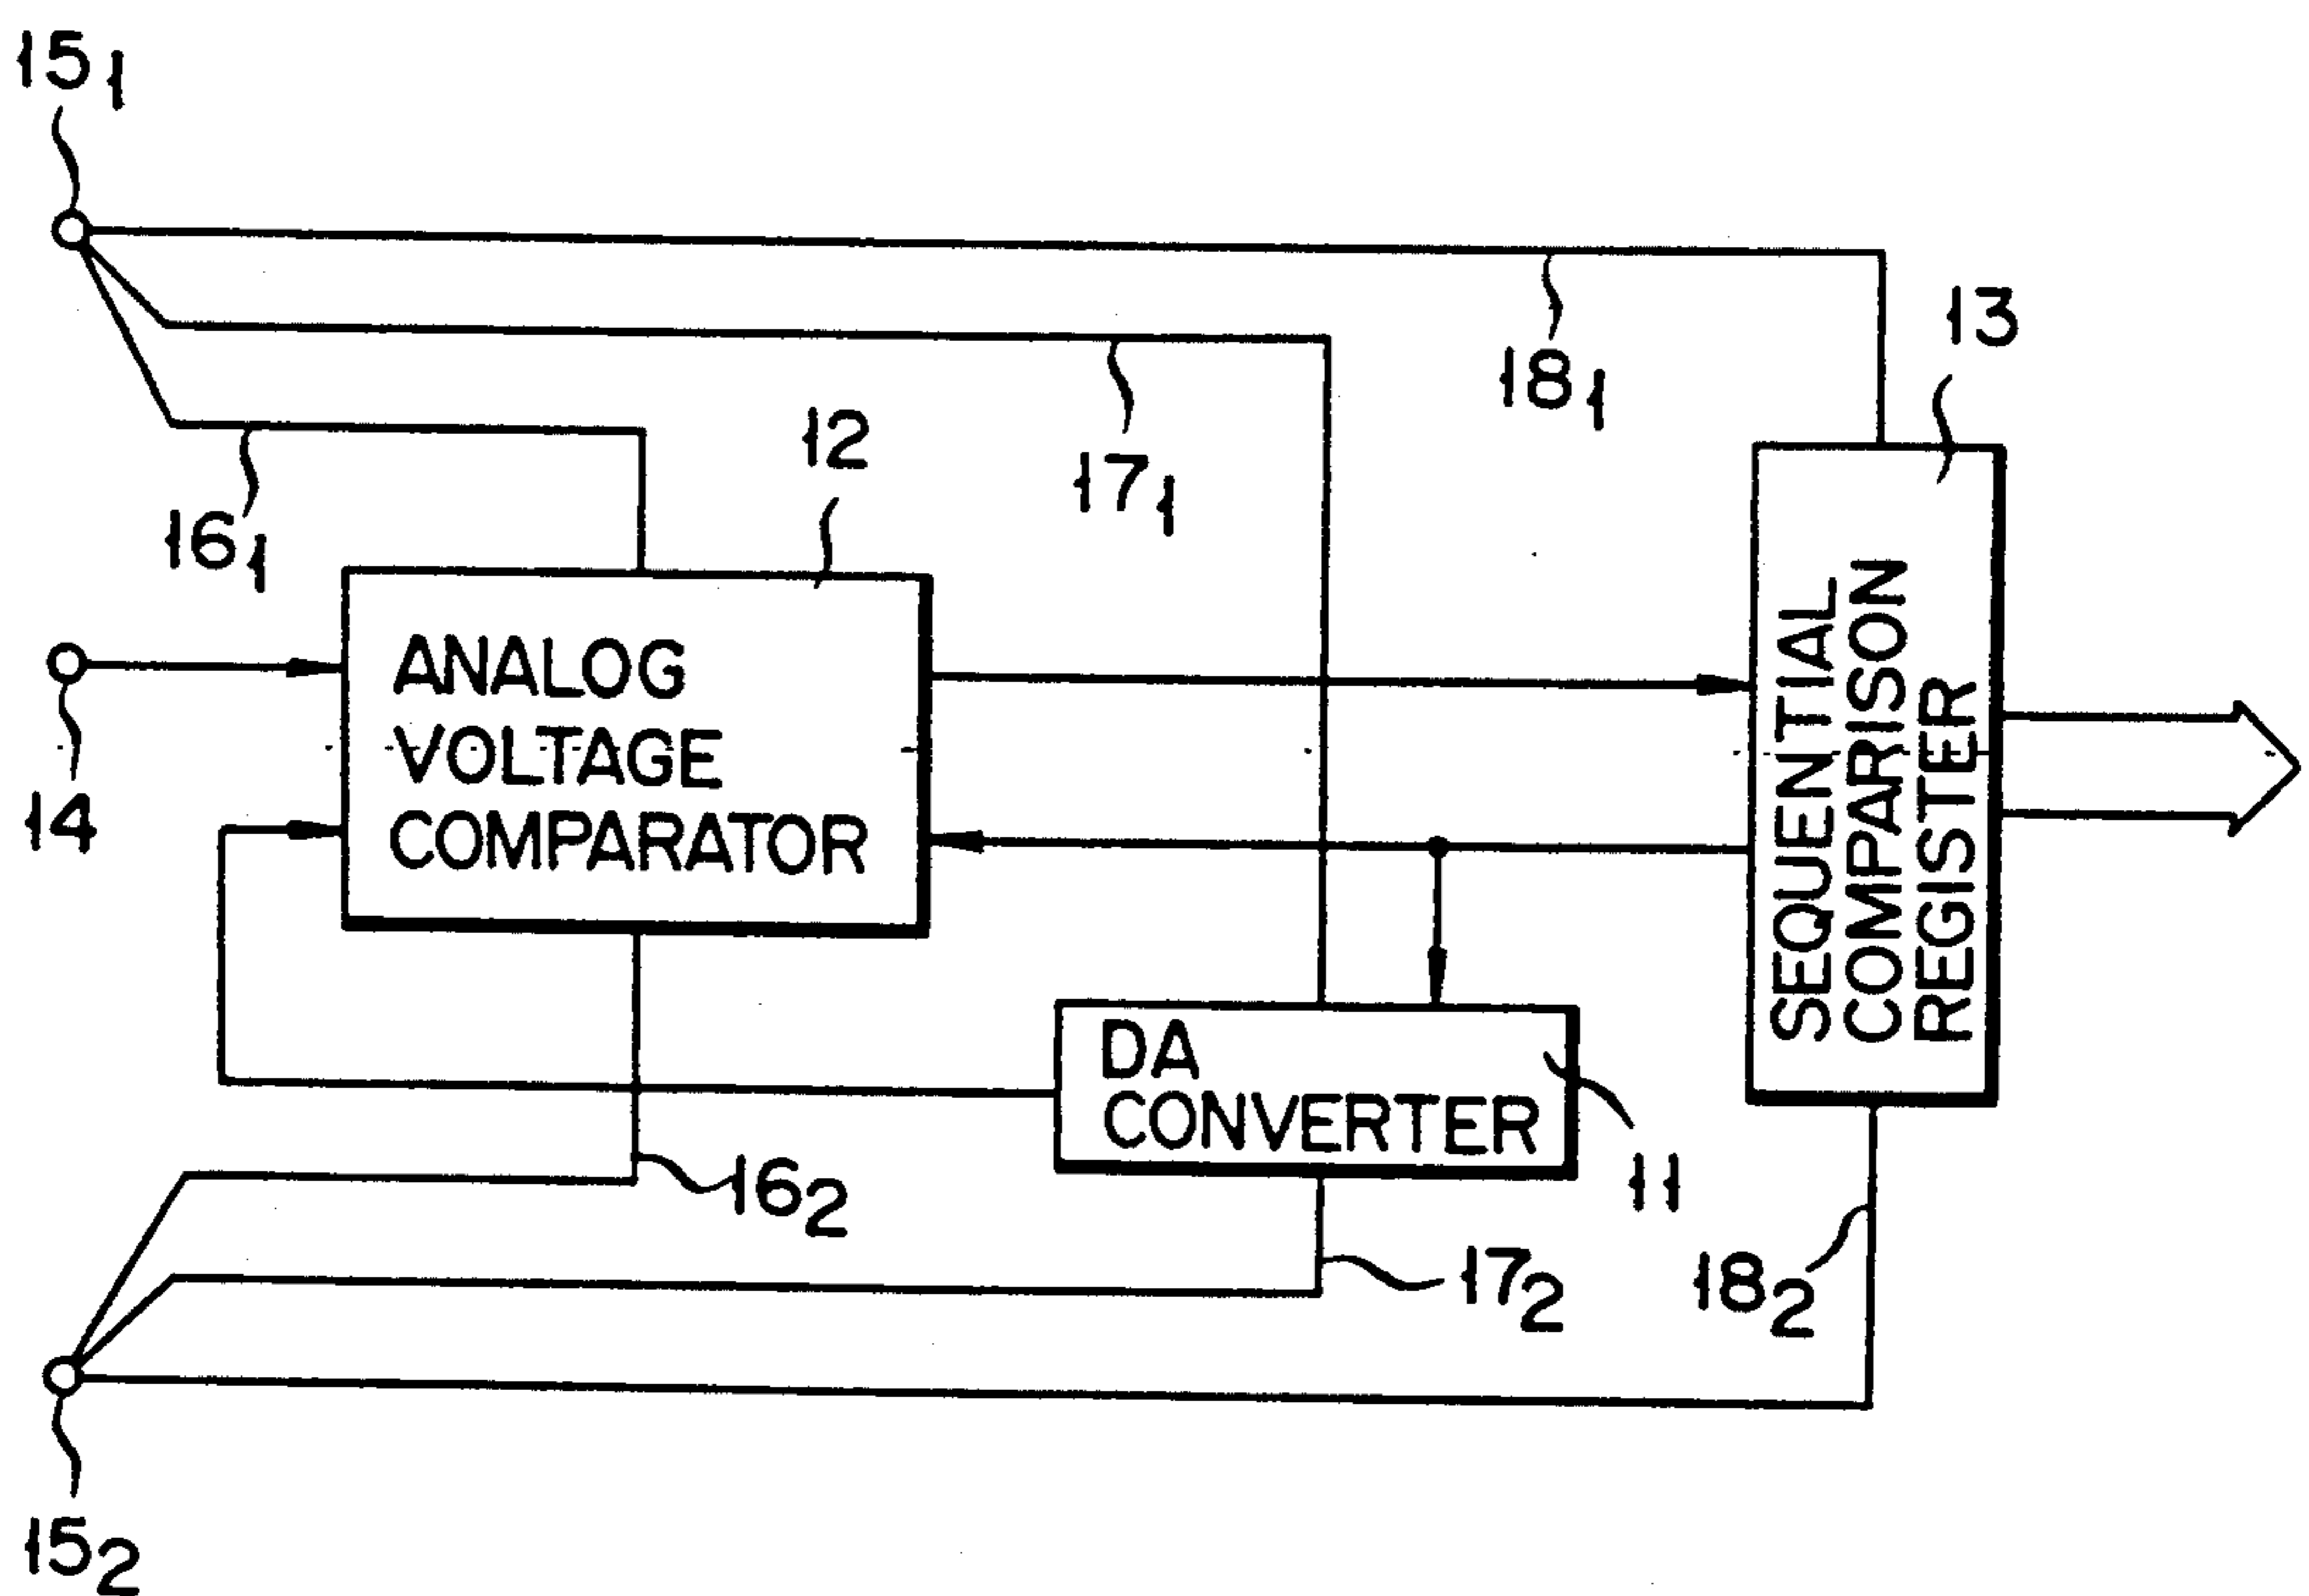 15₁
13
18₁
12
17₁
16₁
ANALOG
VOLTAGE
COMPARATOR
14
SEQUENTIAL
COMPARISON
REGISTER
DA
CONVERTER
11
16₂
17₂
18₂
15₂